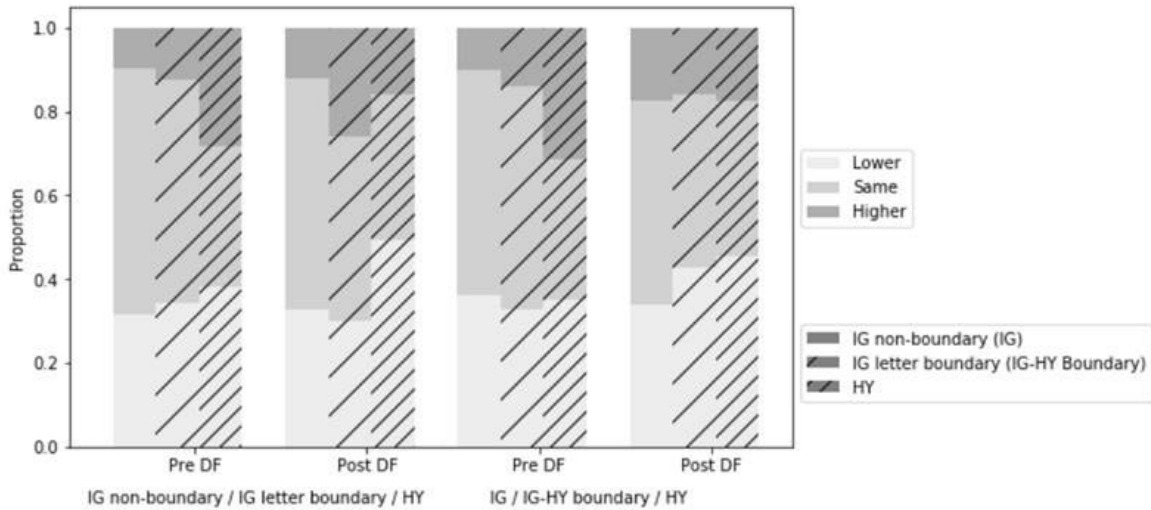 1.0
0.8
0.6
0.4
0.2
0.0
Proportion
Lower
Same
Higher
IG non-boundary (IG)
IG letter boundary (IG-HY Boundary)
HY
Pre DF Post DF Pre DF Post DF
IG non-boundary / IG letter boundary / HY IG / IG-HY boundary / HY